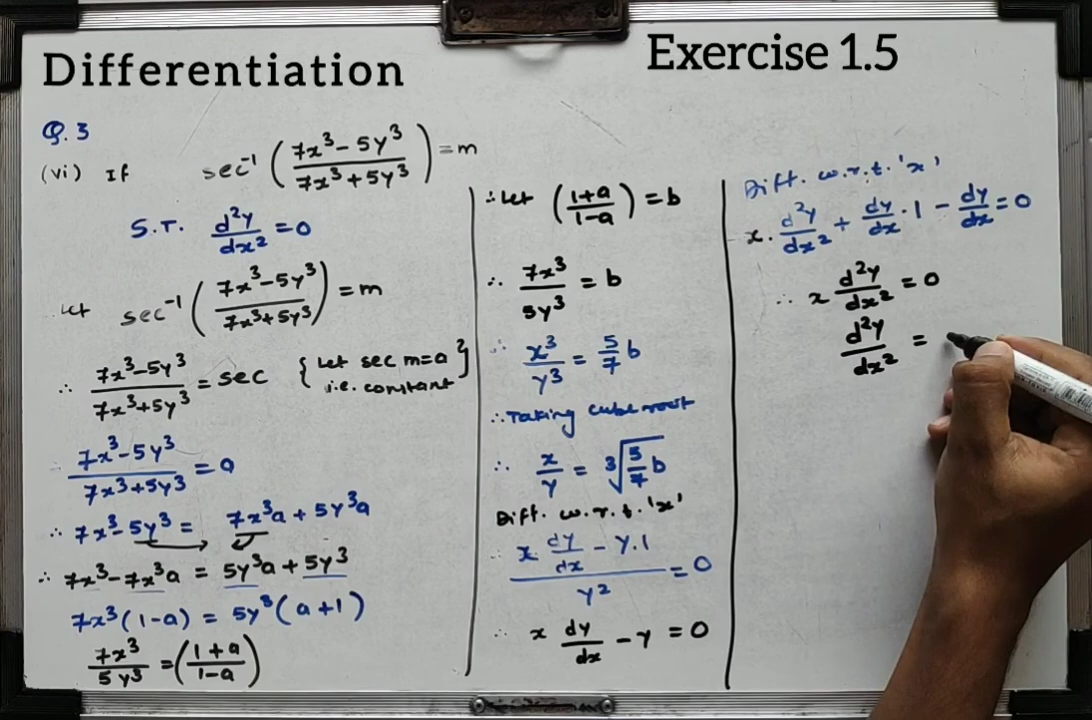 Differentiation
Exercise 1.5
Q.3
(vi) If sec⁻¹ ( (7x³ - 5y³) / (7x³ + 5y³) ) = m
S.T. d²y/dx² = 0
Let sec⁻¹ ( (7x³ - 5y³) / (7x³ + 5y³) ) = m
∴ (7x³ - 5y³) / (7x³ + 5y³) = sec { Let sec m = a i.e. constant }
∴ (7x³ - 5y³) / (7x³ + 5y³) = a
∴ 7x³ - 5y³ = 7x³a + 5y³a
∴ 7x³ - 7x³a = 5y³a + 5y³
7x³(1-a) = 5y³(a+1)
7x³/5y³ = ( (1+a) / (1-a) )
∴ Let ( (1+a) / (1-a) ) = b
∴ 7x³/5y³ = b
∴ x³/y³ = 5/7 b
∴ Taking cube root
∴ x/y = ∛(5/7 b)
Diff. w.r.t. 'x'
∴ (x. dy/dx - y.1) / y² = 0
∴ x dy/dx - y = 0
Diff. w.r.t. 'x'
x. d²y/dx² + dy/dx . 1 - dy/dx = 0
∴ x d²y/dx² = 0
d²y/dx² =